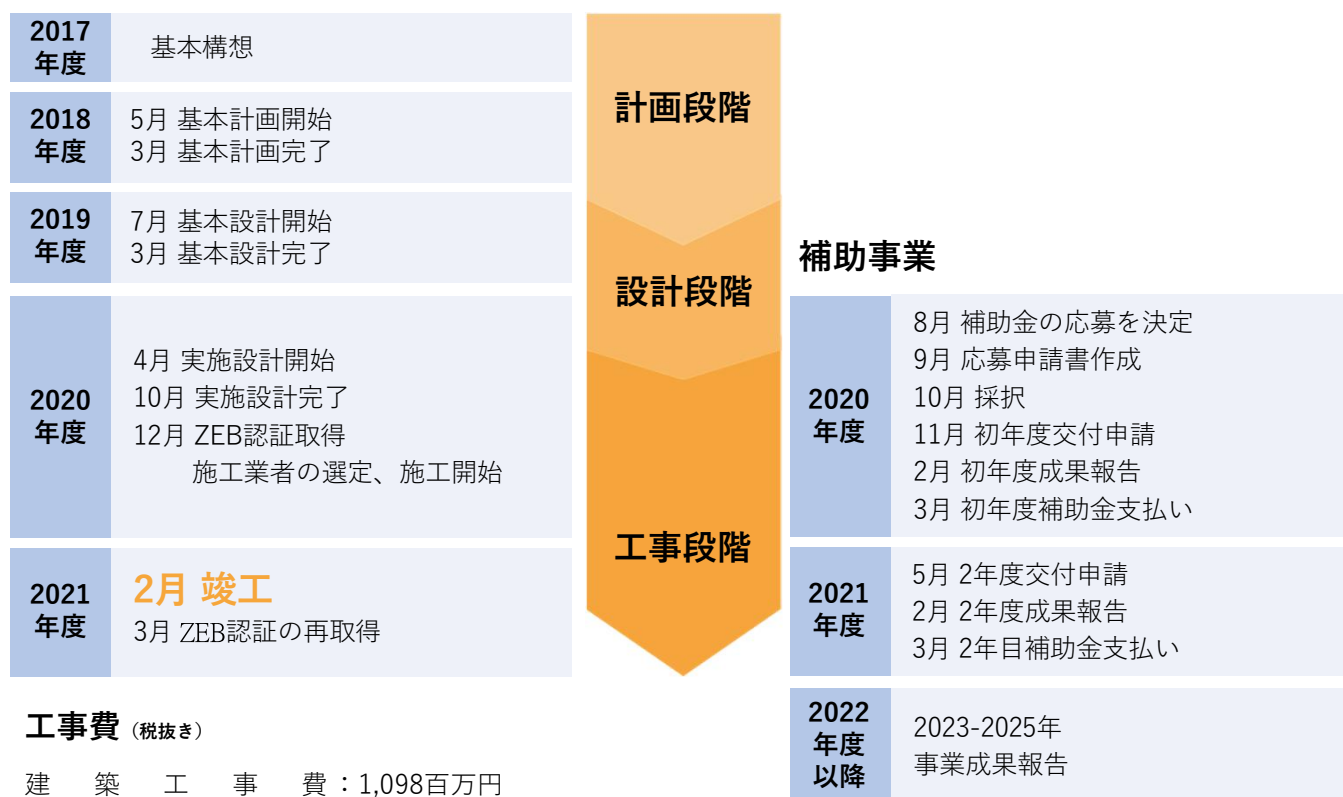 2017
年度
基本構想
2018
年度
5月 基本計画開始
3月 基本計画完了
2019
年度
7月 基本設計開始
3月 基本設計完了
2020
年度
4月 実施設計開始
10月 実施設計完了
12月 ZEB認証取得
施工業者の選定、施工開始
2021
年度
2月 竣工
3月 ZEB認証の再取得
計画段階
設計段階
工事段階
補助事業
2020
年度
8月 補助金の応募を決定
9月 応募申請書作成
10月 採択
11月 初年度交付申請
2月 初年度成果報告
3月 初年度補助金支払い
2021
年度
5月 2年度交付申請
2月 2年度成果報告
3月 2年目補助金支払い
2022
年度
以降
2023-2025年
事業成果報告
工事費（税抜き）
建築工事費：1,098百万円